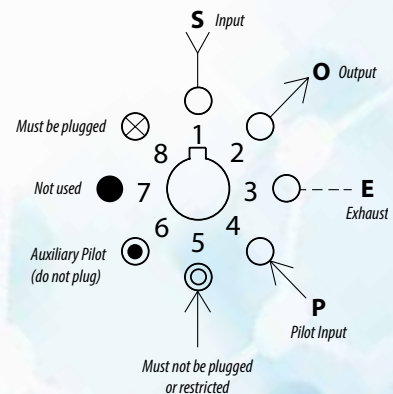 S Input
O Output
Must be plugged
1
8 2
Not used
7 3
E
Exhaust
6 4
Auxiliary Pilot
(do not plug)
5
P
Pilot Input
Must not be plugged
or restricted